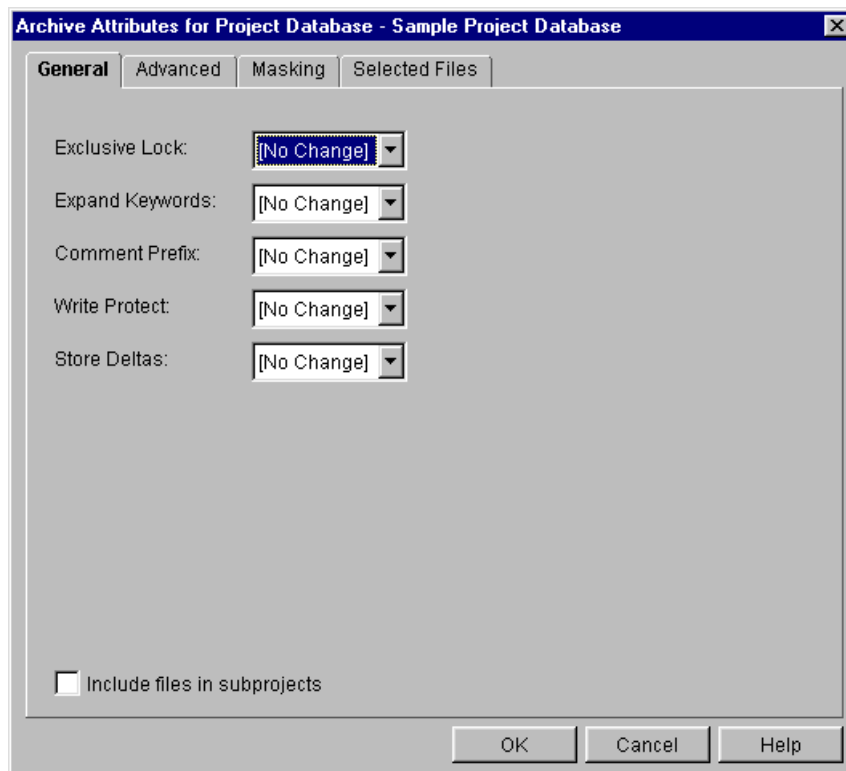 Archive Attributes for Project Database - Sample Project Database
General Advanced Masking Selected Files
Exclusive Lock: [No Change]
Expand Keywords: [No Change]
Comment Prefix: [No Change]
Write Protect: [No Change]
Store Deltas: [No Change]
Include files in subprojects
OK Cancel Help